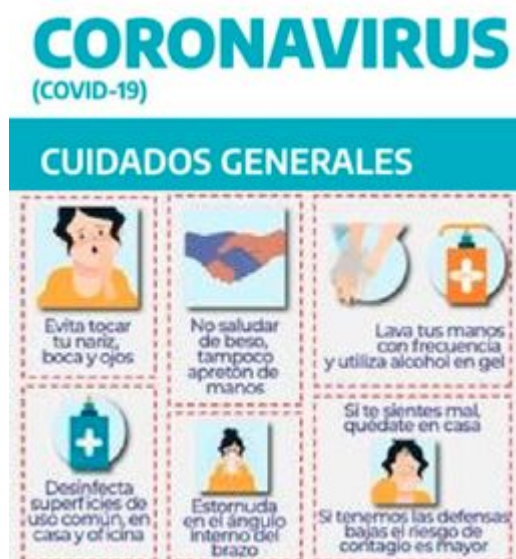 CORONAVIRUS
(COVID-19)
CUIDADOS GENERALES
Evita tocar
tu nariz,
boca y ojos
No saludar
de beso,
tampoco
apretón de
manos
Lava tus manos
con frecuencia
y utiliza alcohol en gel
Desinfecta
superficies de
uso común, en
casa y oficina
Estornuda
en el ángulo
interno del
brazo
Si te sientes mal,
quédate en casa
Si tenemos las defensas
bajas el riesgo de
contagio es mayor